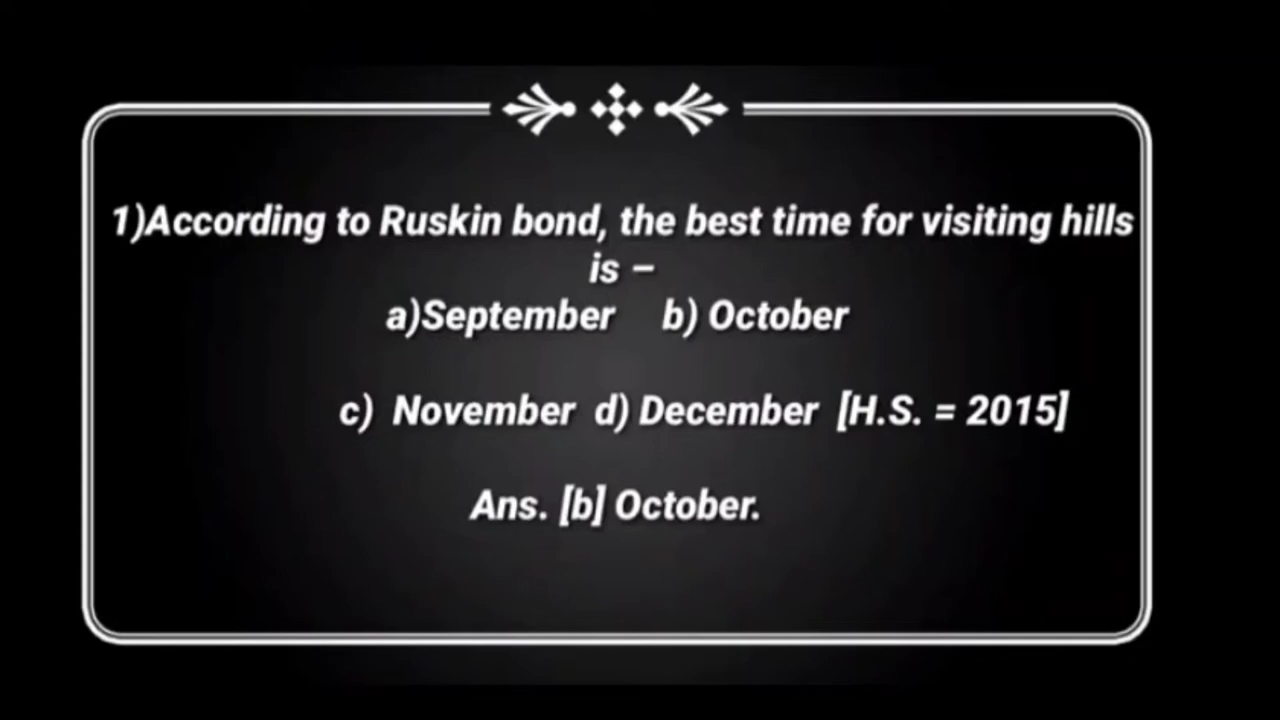 1)According to Ruskin bond, the best time for visiting hills
is –
a)September b) October
c) November d) December [H.S. = 2015]
Ans. [b] October.